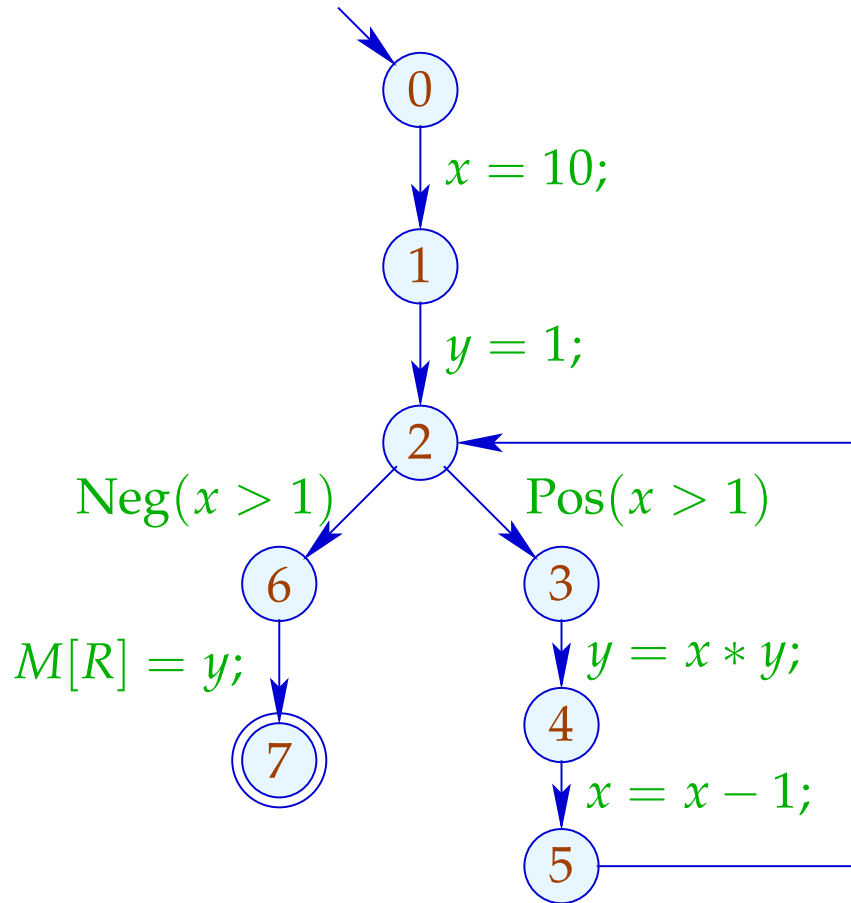 0
x = 10;
1
y = 1;
2
Neg(x > 1) Pos(x > 1)
6 3
M[R] = y; y = x ∗ y;
7 4
x = x − 1;
5